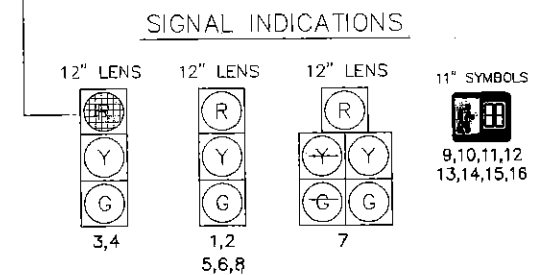 SIGNAL INDICATIONS
12" LENS 12" LENS 12" LENS 11" SYMBOLS
R R R
Y Y Y Y
G G G G
9,10,11,12
13,14,15,16
3,4 1,2 7
5,6,8